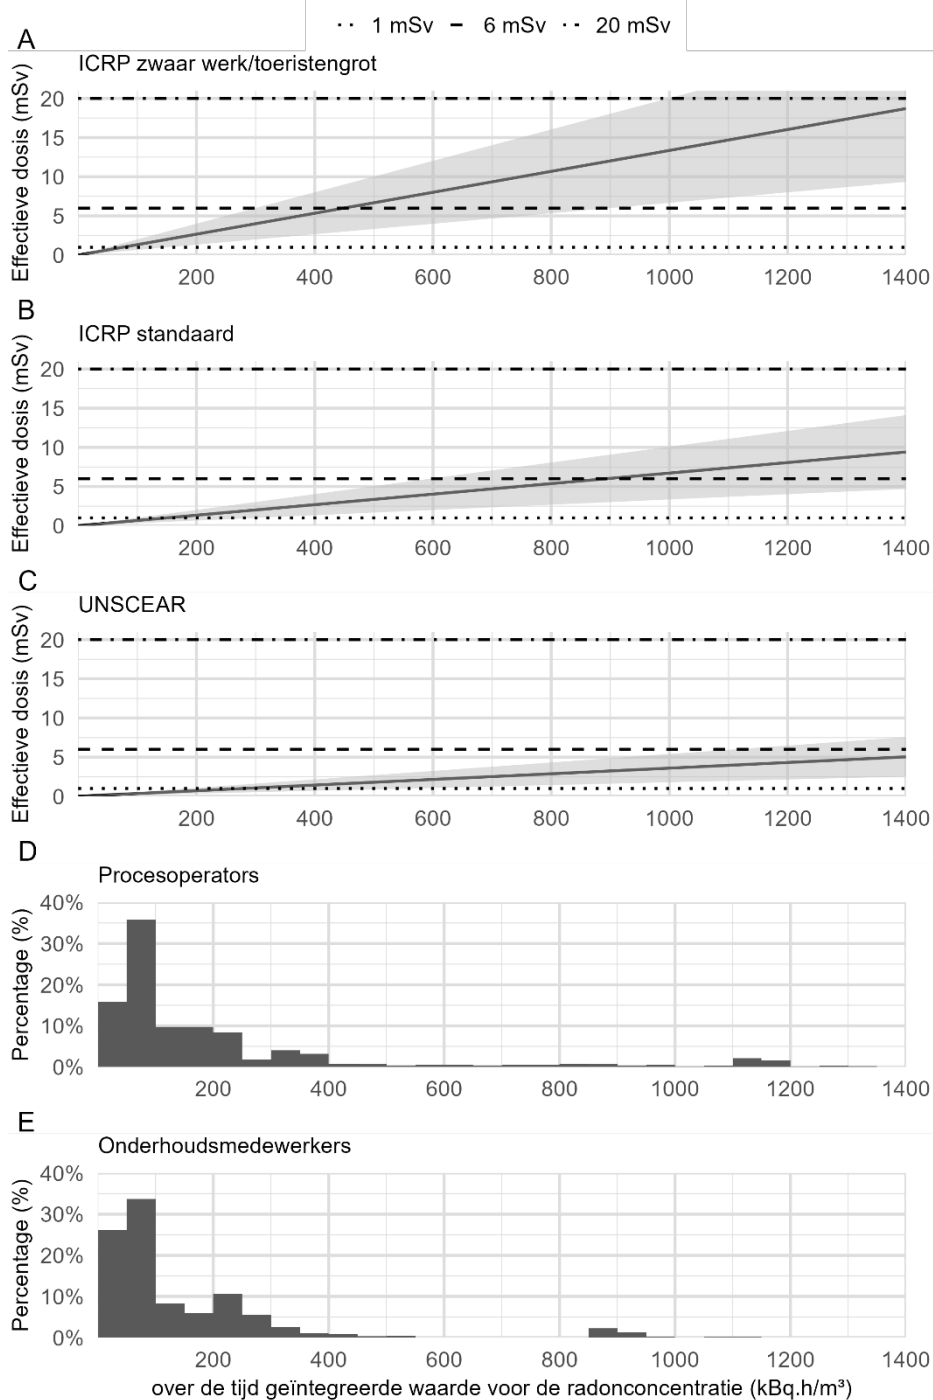 1 mSv 6 mSv 20 mSv
A
ICRP zwaar werk/toeristengrot
Effectieve dosis (mSv)
20
15
10
5
0
200 400 600 800 1000 1200 1400
B
ICRP standaard
Effectieve dosis (mSv)
20
15
10
5
0
200 400 600 800 1000 1200 1400
C
UNSCEAR
Effectieve dosis (mSv)
20
15
10
5
0
200 400 600 800 1000 1200 1400
D
Procesoperators
Percentage (%)
40%
30%
20%
10%
0%
200 400 600 800 1000 1200 1400
E
Onderhoudsmedewerkers
Percentage (%)
40%
30%
20%
10%
0%
200 400 600 800 1000 1200 1400
over de tijd geïntegreerde waarde voor de radonconcentratie (kBq.h/m³)